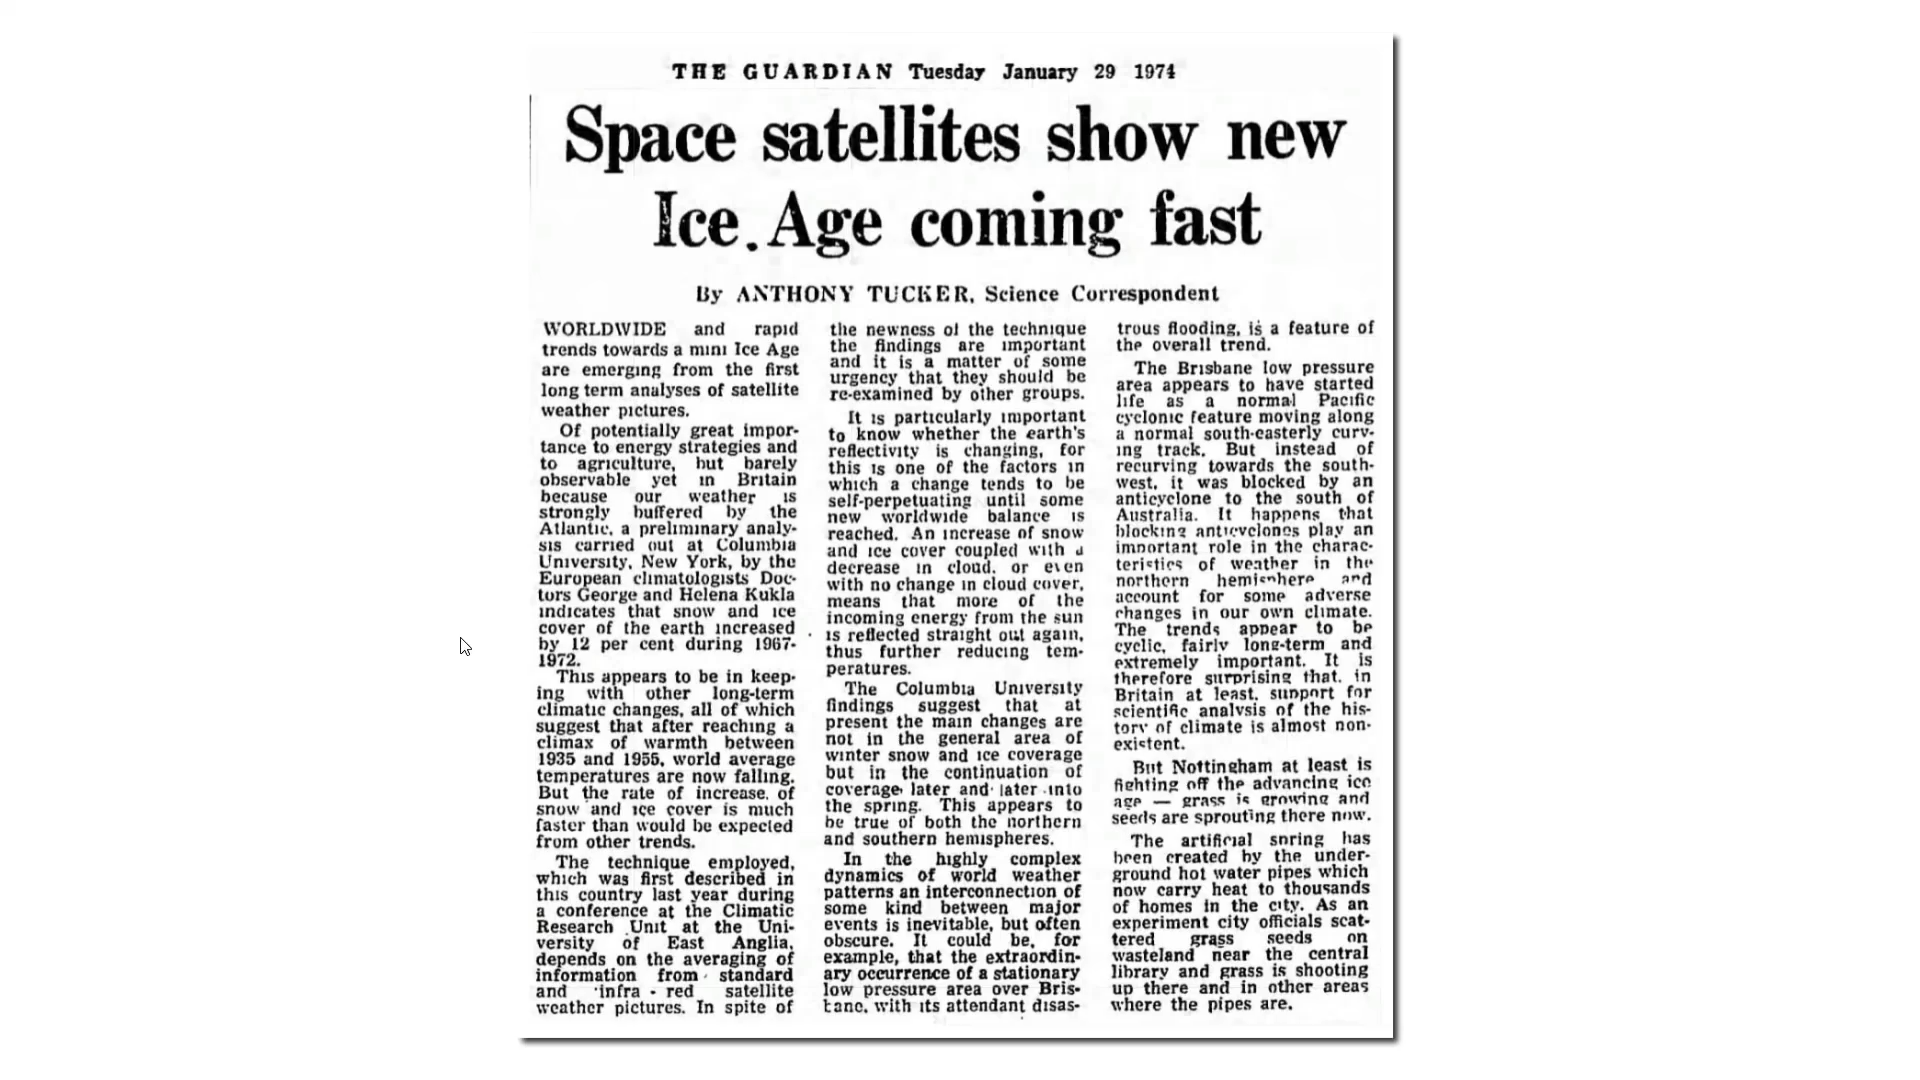 THE GUARDIAN Tuesday January 29 1974
Space satellites show new
Ice Age coming fast
By ANTHONY TUCKER, Science Correspondent
WORLDWIDE and rapid
trends towards a mini Ice Age
are emerging from the first
long term analyses of satellite
weather pictures.
Of potentially great impor-
tance to energy strategies and
to agriculture, but barely
observable yet in Britain
because our weather is
strongly buffered by the
Atlantic, a preliminary analy-
sis carried out at Columbia
University, New York, by the
European climatologists Doc-
tors George and Helena Kukla
indicates that snow and ice
cover of the earth increased
by 12 per cent during 1967-
1972.
This appears to be in keep-
ing with other long-term
climatic changes, all of which
suggest that after reaching a
climax of warmth between
1935 and 1955, world average
temperatures are now falling.
But the rate of increase of
snow and ice cover is much
faster than would be expected
from other trends.
The technique employed,
which was first described in
this country last year during
a conference at the Climatic
Research Unit at the Uni-
versity of East Anglia,
depends on the averaging of
information from standard
and infra-red satellite
weather pictures. In spite of
the newness of the technique
the findings are important
and it is a matter of some
urgency that they should be
re-examined by other groups.
It is particularly important
to know whether the earth's
reflectivity is changing, for
this is one of the factors in
which a change tends to be
self-perpetuating until some
new worldwide balance is
reached. An increase of snow
and ice cover coupled with a
decrease in cloud, or even
with no change in cloud cover,
means that more of the
incoming energy from the sun
is reflected straight out again,
thus further reducing tem-
peratures.
The Columbia University
findings suggest that at
present the main changes are
not in the general area of
winter snow and ice coverage
but in the continuation of
coverage later and later into
the spring. This appears to
be true of both the northern
and southern hemispheres.
In the highly complex
dynamics of world weather
patterns an interconnection of
some kind between major
events is inevitable, but often
obscure. It could be, for
example, that the extraordin-
ary occurrence of a stationary
low pressure area over Bris-
bane, with its attendant disas-
trous flooding, is a feature of
the overall trend.
The Brisbane low pressure
area appears to have started
life as a normal Pacific
cyclonic feature moving along
a normal south-easterly curv-
ing track. But instead of
recurving towards the south-
west, it was blocked by an
anticyclone to the south of
Australia. It happens that
blocking anticyclones play an
important role in the charac-
teristics of weather in the
northern hemisphere and
account for some adverse
changes in our own climate.
The trends appear to be
cyclic, fairly long-term and
extremely important. It is
therefore surprising that, in
Britain at least, support for
scientific analysis of the his-
tory of climate is almost non-
existent.
But Nottingham at least is
fighting off the advancing ice
age — grass is growing and
seeds are sprouting there now.
The artificial spring has
been created by the under-
ground hot water pipes which
now carry heat to thousands
of homes in the city. As an
experiment city officials scat-
tered grass seeds on
wasteland near the central
library and grass is shooting
up there and in other areas
where the pipes are.